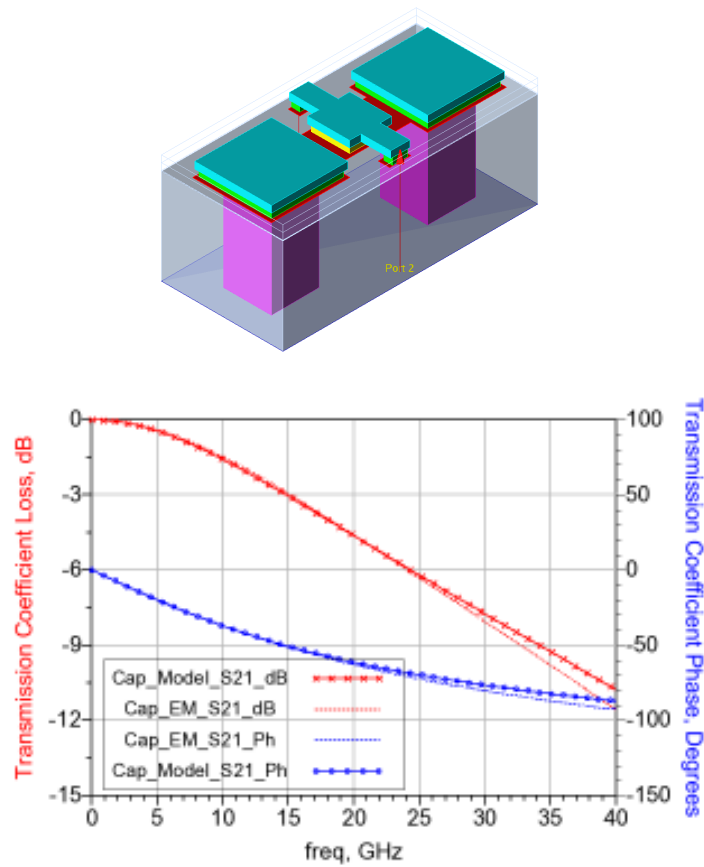 Port 2
Transmission Coefficient Loss, dB
0
-3
-6
-9
-12
-15
100
50
0
-50
-100
-150
Transmission Coefficient Phase, Degrees
Cap_Model_S21_dB
Cap_EM_S21_dB
Cap_EM_S21_Ph
Cap_Model_S21_Ph
0 5 10 15 20 25 30 35 40
freq, GHz